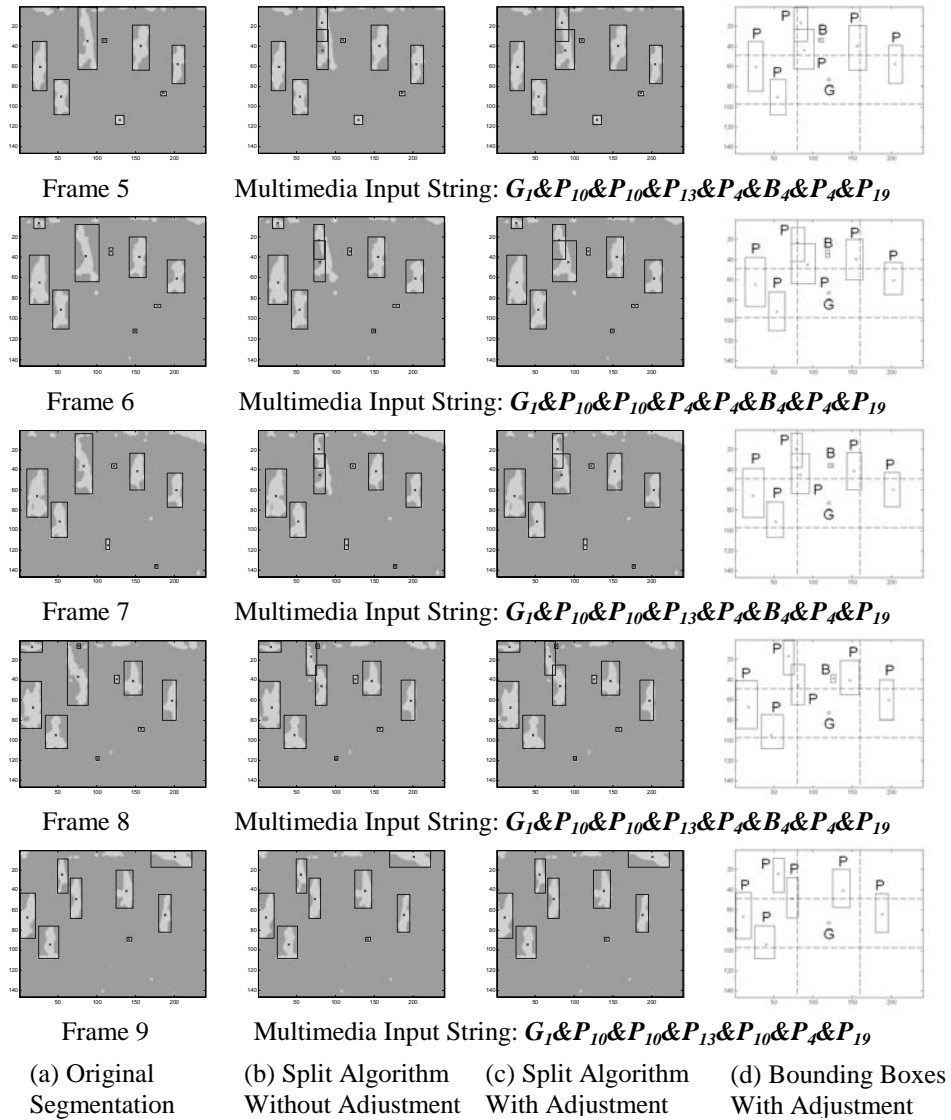 P P B P P P P G
Frame 5 Multimedia Input String: G1&P10&P10&P13&P4&B4&P4&P19
P P B P P P P G
Frame 6 Multimedia Input String: G1&P10&P10&P4&P4&B4&P4&P19
P P B P P P P G
Frame 7 Multimedia Input String: G1&P10&P10&P13&P4&B4&P4&P19
P P B P P P P G
Frame 8 Multimedia Input String: G1&P10&P10&P13&P4&B4&P4&P19
P P P P P P G
Frame 9 Multimedia Input String: G1&P10&P10&P13&P10&P4&P19
(a) Original (b) Split Algorithm (c) Split Algorithm (d) Bounding Boxes
Segmentation Without Adjustment With Adjustment With Adjustment